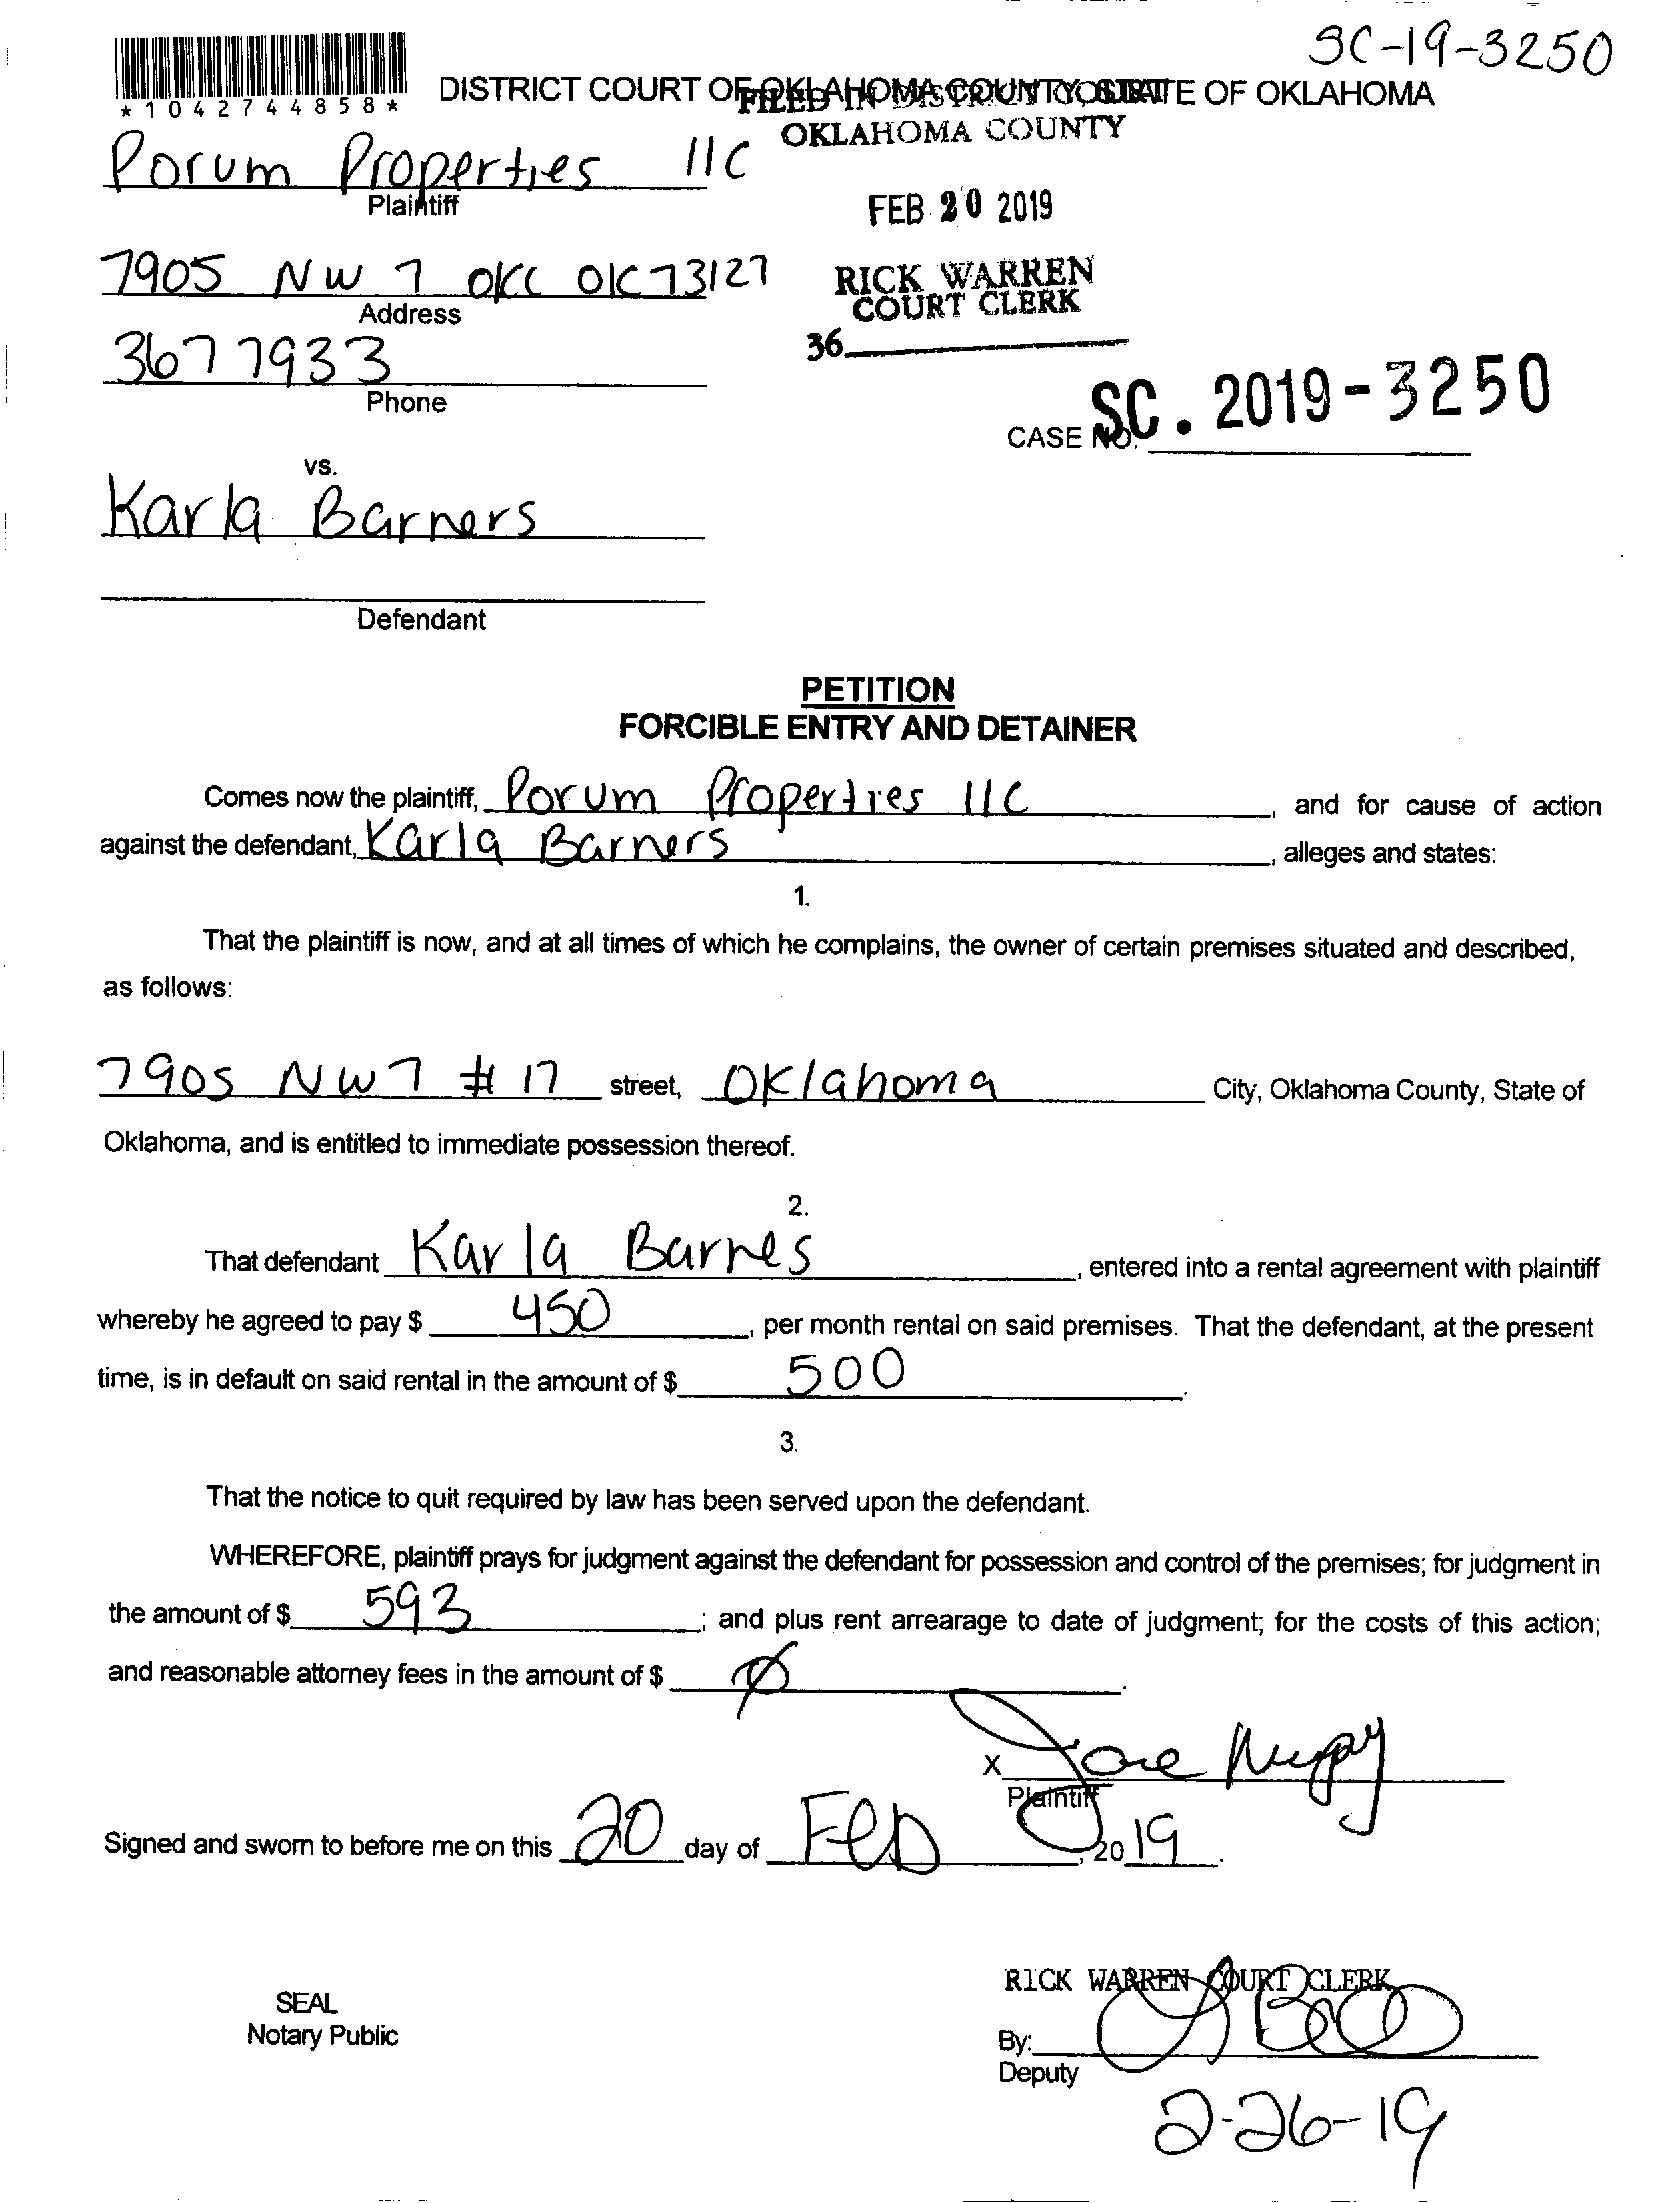 SC-19-3250
*1042744858*
DISTRICT COURT OF OKLAHOMA COUNTY, STATE OF OKLAHOMA
FILED IN DISTRICT COURT
OKLAHOMA COUNTY
Porum Properties llC
Plaintiff
FEB 20 2019
7905 NW 7 OKC OK 73127
Address
RICK WARREN
COURT CLERK
36
367 7933
Phone
CASE NO. SC. 2019-3250
vs.
Karla Barners
Defendant
PETITION
FORCIBLE ENTRY AND DETAINER
Comes now the plaintiff, Porum Properties llC, and for cause of action
against the defendant, Karla Barners, alleges and states:
1.
That the plaintiff is now, and at all times of which he complains, the owner of certain premises situated and described,
as follows:
7905 NW 7 # 17 street, Oklahoma City, Oklahoma County, State of
Oklahoma, and is entitled to immediate possession thereof.
2.
That defendant Karla Barnes, entered into a rental agreement with plaintiff
whereby he agreed to pay $ 450, per month rental on said premises. That the defendant, at the present
time, is in default on said rental in the amount of $ 500.
3.
That the notice to quit required by law has been served upon the defendant.
WHEREFORE, plaintiff prays for judgment against the defendant for possession and control of the premises; for judgment in
the amount of $ 593; and plus rent arrearage to date of judgment; for the costs of this action;
and reasonable attorney fees in the amount of $ ∅.
X
Plaintiff
Signed and sworn to before me on this 20 day of Feb, 2019.
RICK WARREN COURT CLERK
SEAL
Notary Public
By:
Deputy
2-26-19